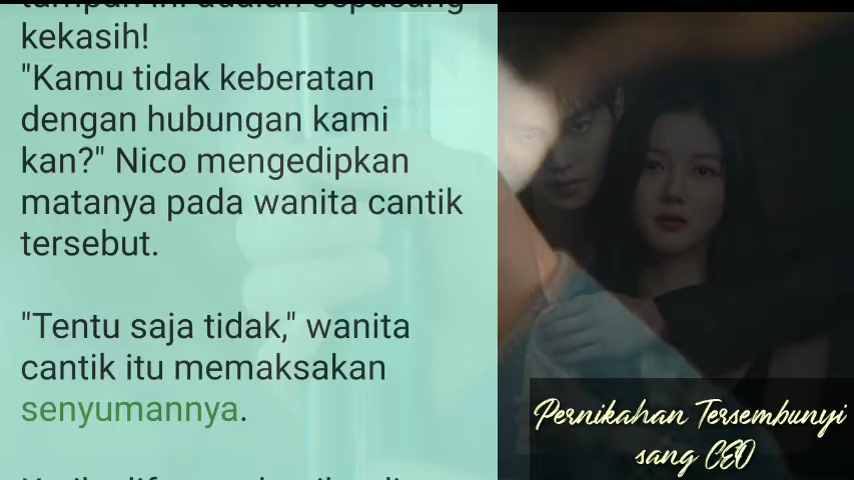 kekasih!
"Kamu tidak keberatan
dengan hubungan kami
kan?" Nico mengedipkan
matanya pada wanita cantik
tersebut.
"Tentu saja tidak," wanita
cantik itu memaksakan
senyumannya.
Pernikahan Tersembunyi
sang CEO